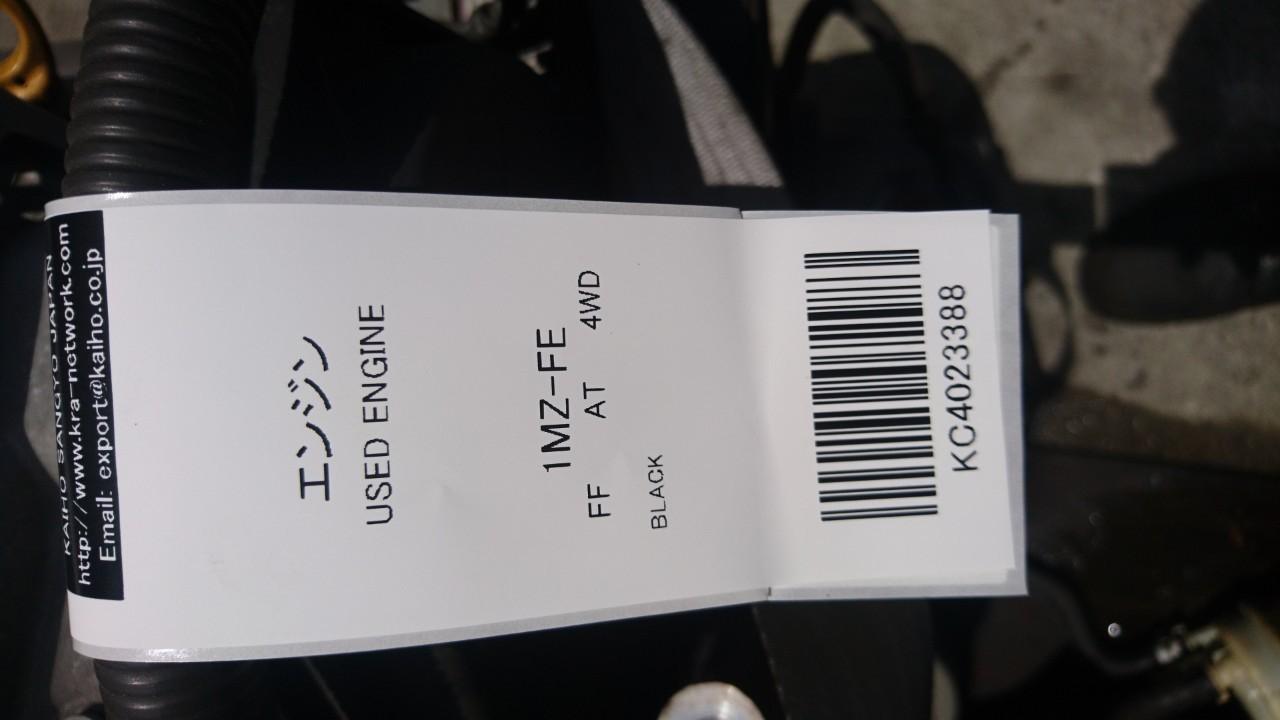 KAIHO SANGYO JAPAN
http://www.kra-network.com
Email: export@kaiho.co.jp
エンジン
USED ENGINE
1MZ-FE
FF AT 4WD
BLACK
KC4023388